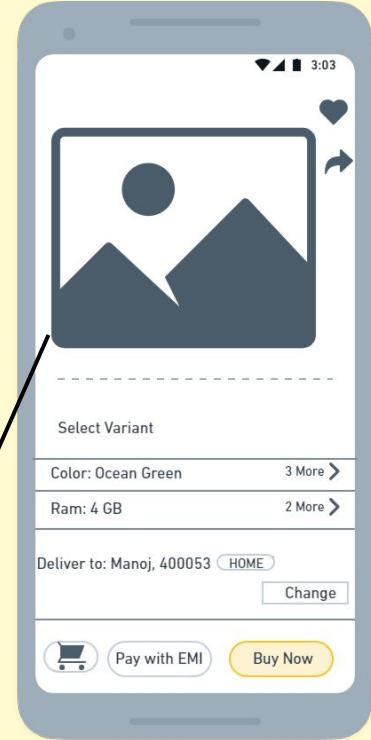 3:03
Select Variant
Color: Ocean Green 3 More
Ram: 4 GB 2 More
Deliver to: Manoj, 400053 HOME
Change
Pay with EMI Buy Now